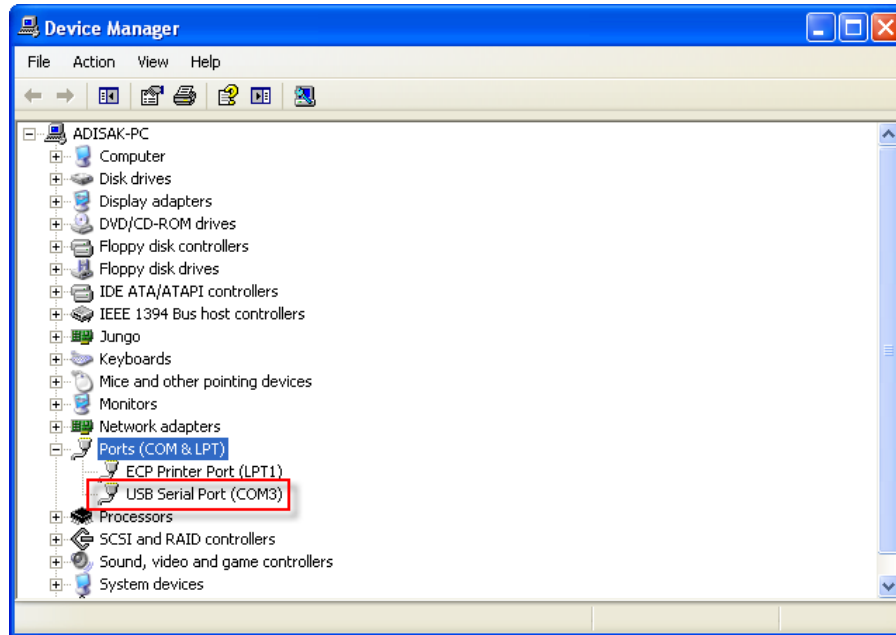 Device Manager
File Action View Help
ADISAK-PC
Computer
Disk drives
Display adapters
DVD/CD-ROM drives
Floppy disk controllers
Floppy disk drives
IDE ATA/ATAPI controllers
IEEE 1394 Bus host controllers
Jungo
Keyboards
Mice and other pointing devices
Monitors
Network adapters
Ports (COM & LPT)
ECP Printer Port (LPT1)
USB Serial Port (COM3)
Processors
SCSI and RAID controllers
Sound, video and game controllers
System devices